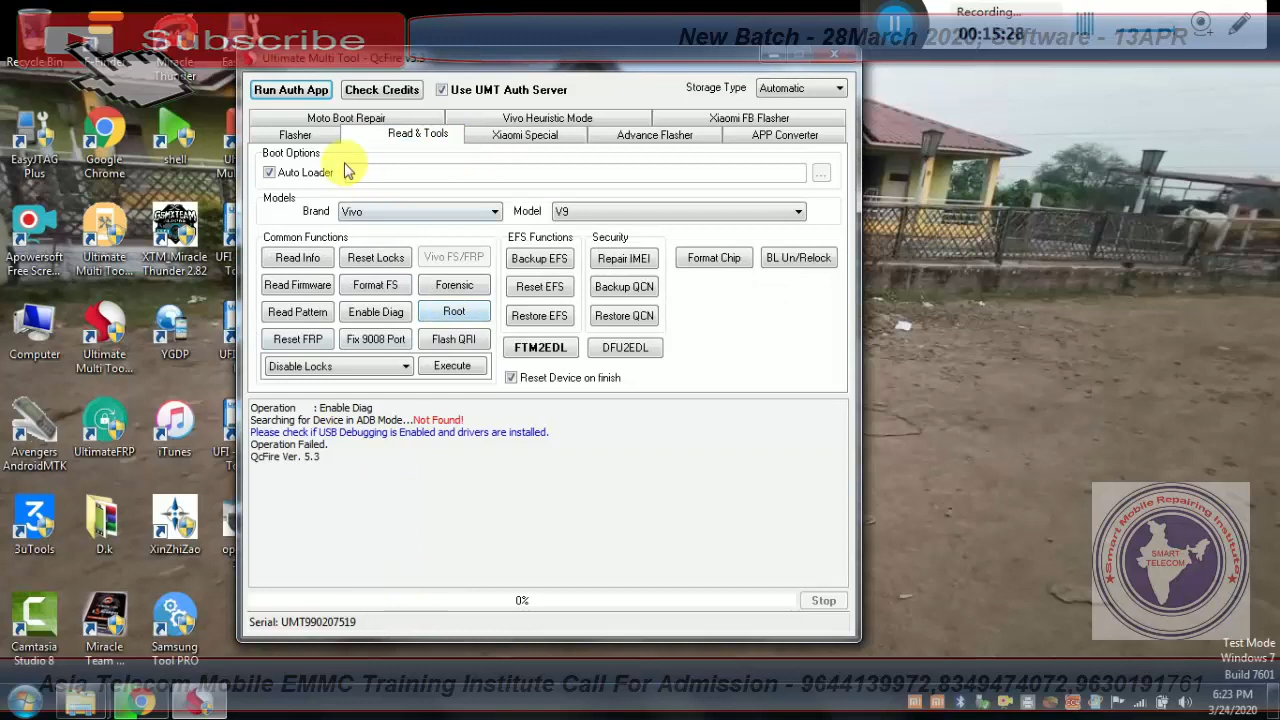 Recording...
00:15:28
Subscribe
New Batch - 28March 2020, Software - 13APR
Recycle Bin
Miracle
Thunder
Ultimate Multi Tool - QcFire v5.3
Run Auth App
Check Credits
Use UMT Auth Server
Storage Type
Automatic
Moto Boot Repair
Vivo Heuristic Mode
Xiaomi FB Flasher
Flasher
Read & Tools
Xiaomi Special
Advance Flasher
APP Converter
Boot Options
Auto Loader
...
Models
Brand
Vivo
Model
V9
Common Functions
EFS Functions
Security
Read Info
Reset Locks
Vivo FS/FRP
Backup EFS
Repair IMEI
Format Chip
BL Un/Relock
Read Firmware
Format FS
Forensic
Reset EFS
Backup QCN
Read Pattern
Enable Diag
Root
Restore EFS
Restore QCN
Reset FRP
Fix 9008 Port
Flash QRI
FTM2EDL
DFU2EDL
Disable Locks
Execute
Reset Device on finish
Operation : Enable Diag
Searching for Device in ADB Mode...Not Found!
Please check if USB Debugging is Enabled and drivers are installed.
Operation Failed.
QcFire Ver. 5.3
0%
Stop
Serial: UMT990207519
EasyJTAG
Plus
Google
Chrome
shell
Apowersoft
Free Scre...
Ultimate
Multi Too...
GSMXTEAM
XTM_Miracle
Thunder 2.82
Computer
Ultimate
Multi Too...
YGDP
Avengers
AndroidMTK
UltimateFRP
iTunes
3uTools
D.k
XinZhiZao
Camtasia
Studio 8
Miracle
Team ...
Samsung
Tool PRO
Smart Mobile Repairing Institute
SMART
TELECOM
Test Mode
Windows 7
Build 7601
Asia Telecom Mobile EMMC Training Institute Call For Admission - 9644139972,8349474072,9630191761
6:23 PM
3/24/2020